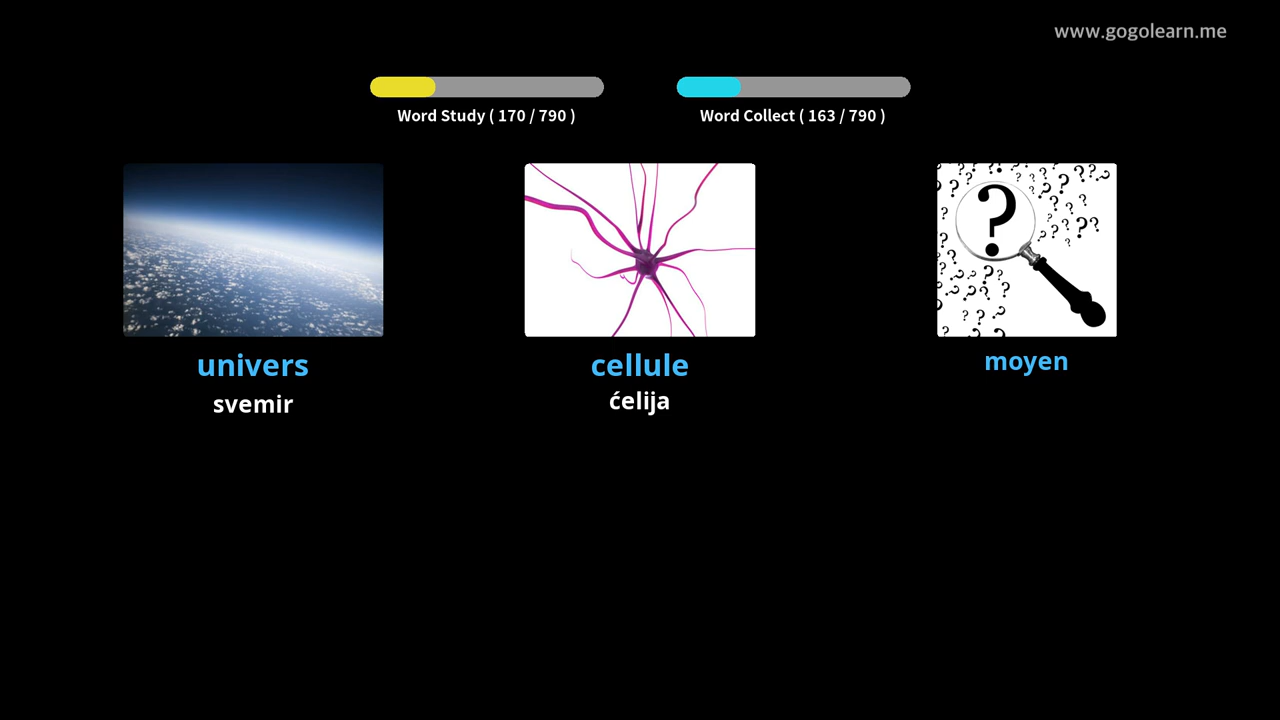 www.gogolearn.me
Word Study ( 170 / 790 )
Word Collect ( 163 / 790 )
univers
svemir
cellule
ćelija
moyen